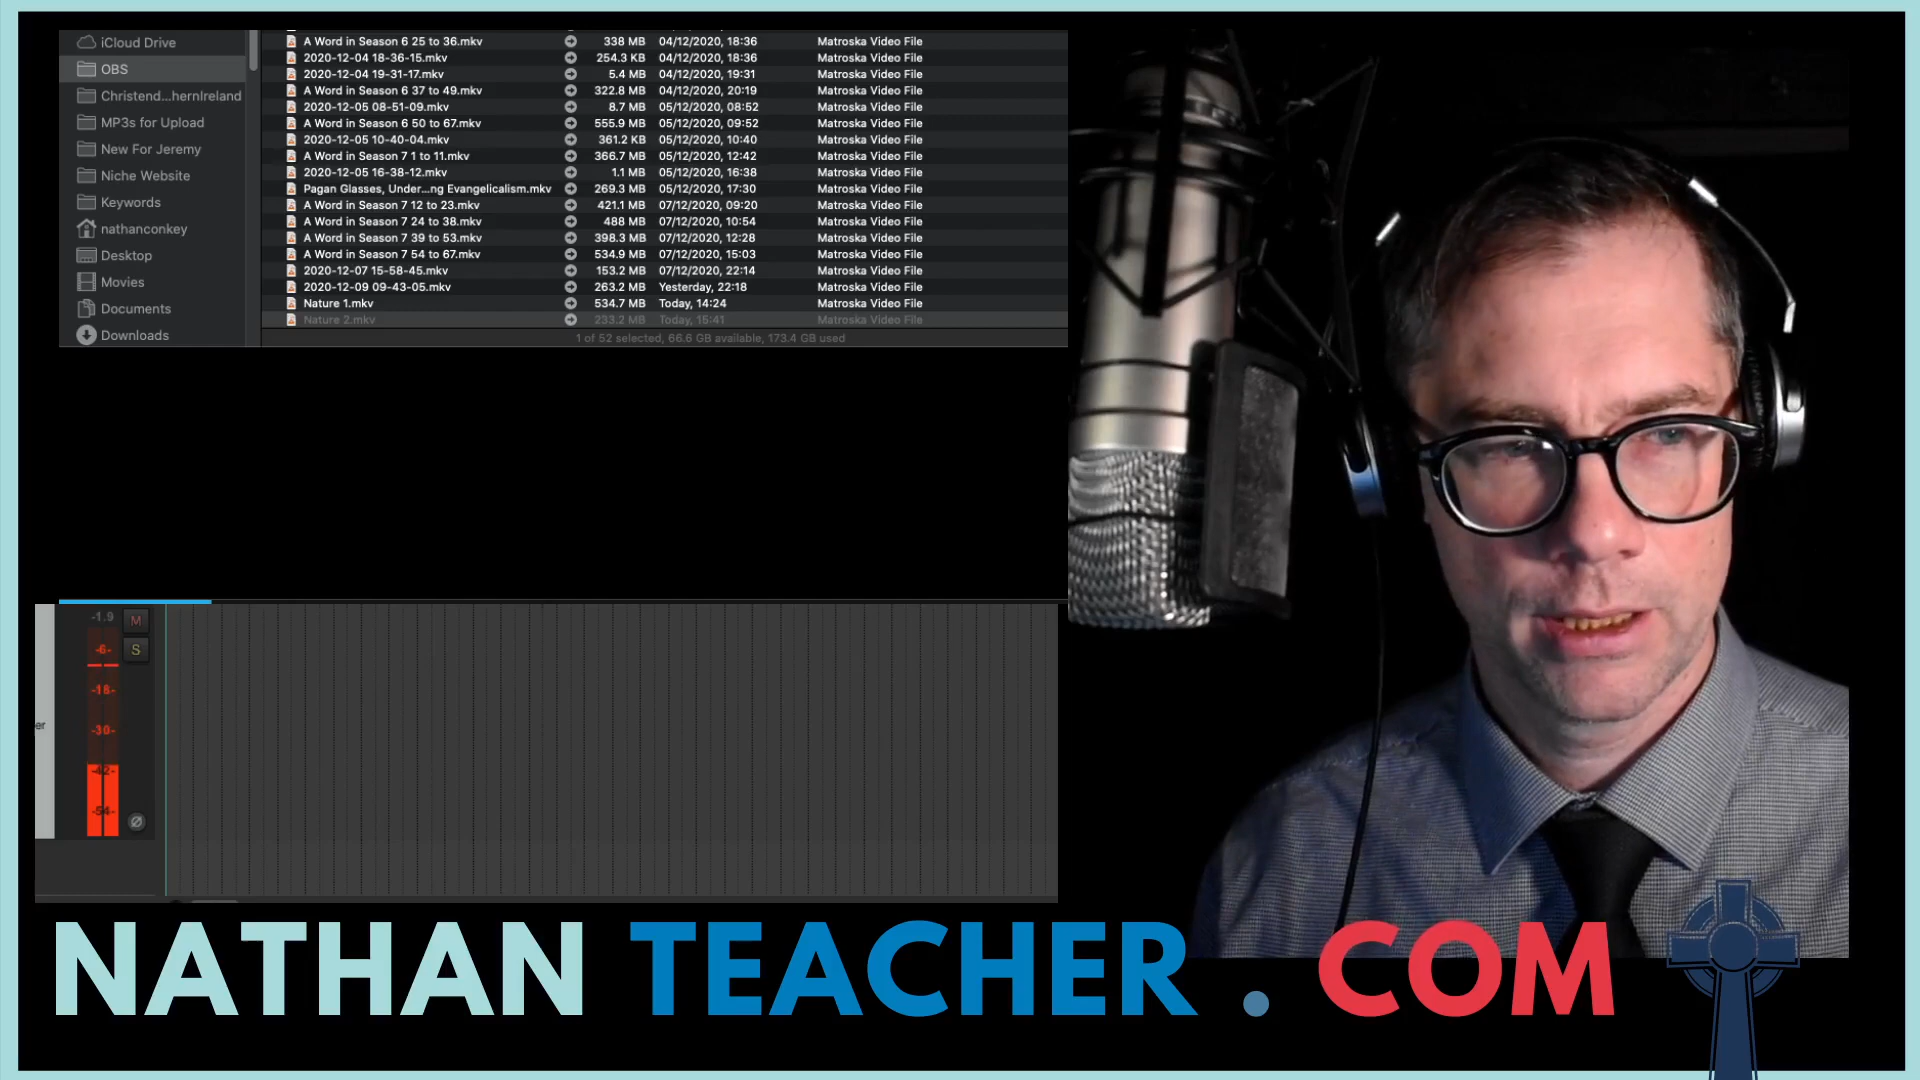 iCloud Drive
OBS
Christend...hernIreland
MP3s for Upload
New For Jeremy
Niche Website
Keywords
nathanconkey
Desktop
Movies
Documents
Downloads
A Word in Season 6 25 to 36.mkv 338 MB 04/12/2020, 18:36 Matroska Video File
2020-12-04 18-36-15.mkv 254.3 KB 04/12/2020, 18:36 Matroska Video File
2020-12-04 19-31-17.mkv 5.4 MB 04/12/2020, 19:31 Matroska Video File
A Word in Season 6 37 to 49.mkv 322.8 MB 04/12/2020, 20:19 Matroska Video File
2020-12-05 08-51-09.mkv 8.7 MB 05/12/2020, 08:52 Matroska Video File
A Word in Season 6 50 to 67.mkv 555.9 MB 05/12/2020, 09:52 Matroska Video File
2020-12-05 10-40-04.mkv 361.2 KB 05/12/2020, 10:40 Matroska Video File
A Word in Season 7 1 to 11.mkv 366.7 MB 05/12/2020, 12:42 Matroska Video File
2020-12-05 16-38-12.mkv 1.1 MB 05/12/2020, 16:38 Matroska Video File
Pagan Glasses, Under...ng Evangelicalism.mkv 269.3 MB 05/12/2020, 17:30 Matroska Video File
A Word in Season 7 12 to 23.mkv 421.1 MB 07/12/2020, 09:20 Matroska Video File
A Word in Season 7 24 to 38.mkv 488 MB 07/12/2020, 10:54 Matroska Video File
A Word in Season 7 39 to 53.mkv 398.3 MB 07/12/2020, 12:28 Matroska Video File
A Word in Season 7 54 to 67.mkv 534.9 MB 07/12/2020, 15:03 Matroska Video File
2020-12-07 15-58-45.mkv 153.2 MB 07/12/2020, 22:14 Matroska Video File
2020-12-09 09-43-05.mkv 263.2 MB Yesterday, 22:18 Matroska Video File
Nature 1.mkv 534.7 MB Today, 14:24 Matroska Video File
Nature 2.mkv 233.2 MB Today, 15:41 Matroska Video File
1 of 52 selected, 66.6 GB available, 173.4 GB used
-1.9 M
-6- S
-18-
er -30-
-42-
-54-
NATHAN TEACHER . COM